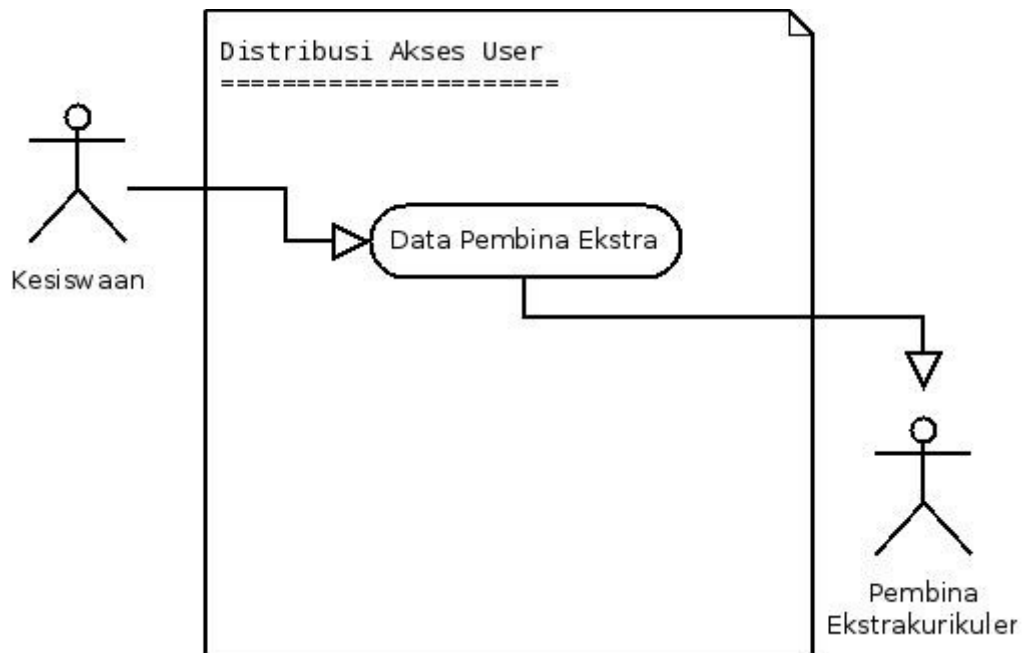 Distribusi Akses User
======================
Kesiswaan
Data Pembina Ekstra
Pembina
Ekstrakurikuler